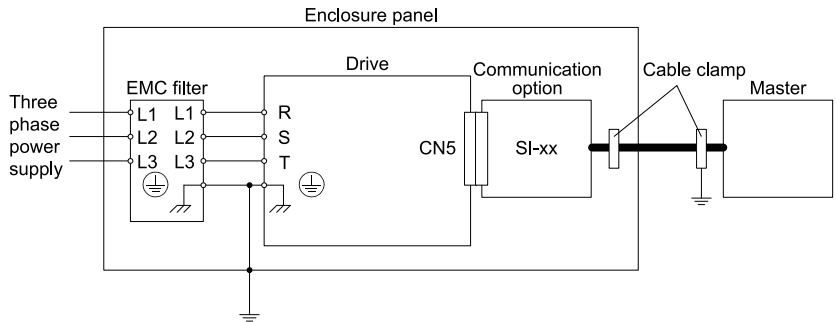 Enclosure panel
Drive
Communication
option
Cable clamp
Master
EMC filter
Three
phase
power
supply
L1 L1
R
L2 L2
S
L3 L3
T
CN5
SI-xx